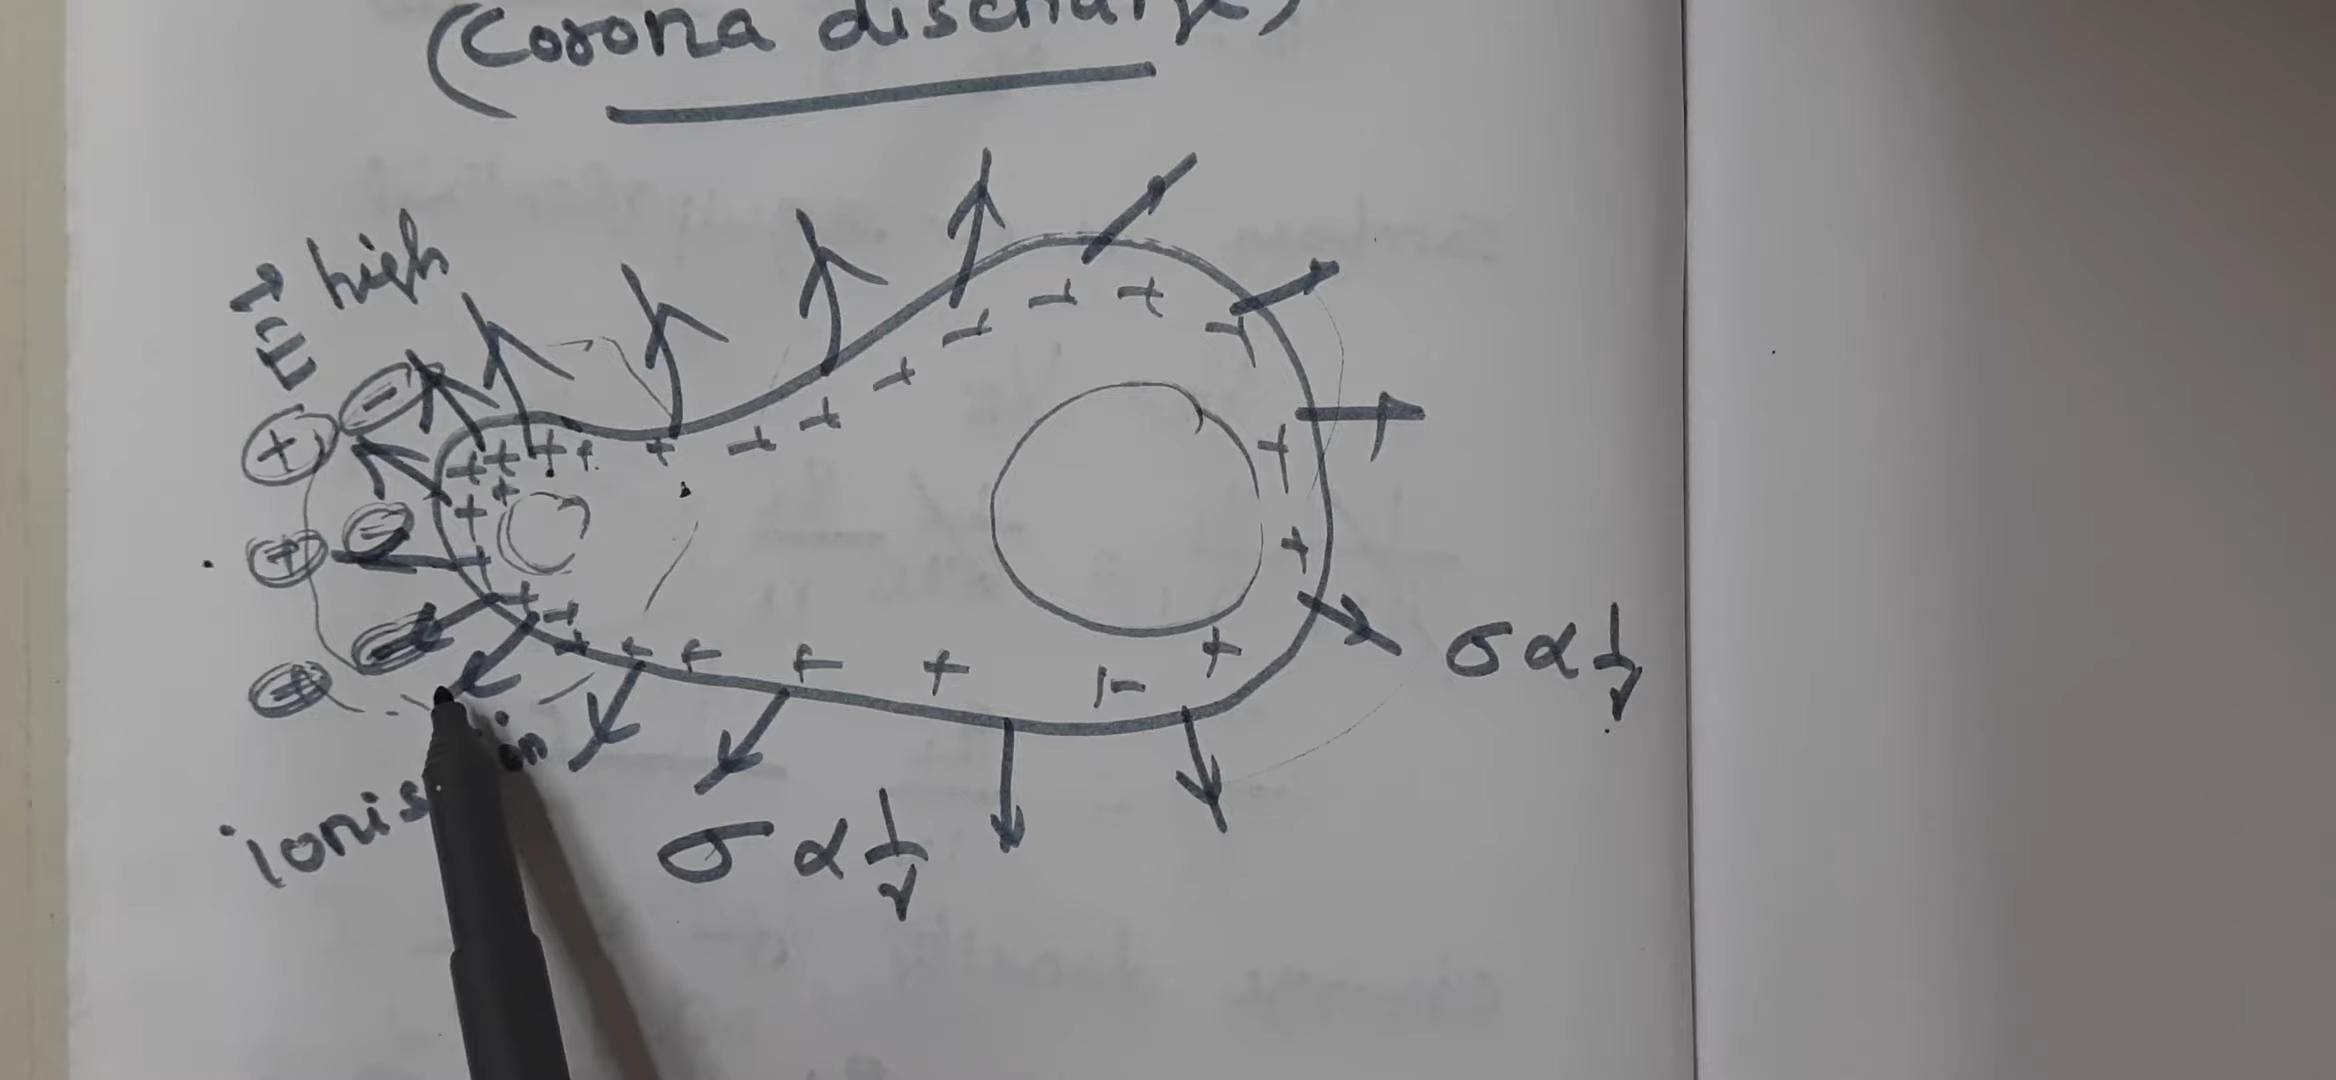 (Corona discharge)
E⃗ high
σ α 1/r
ionis
σ α 1/r